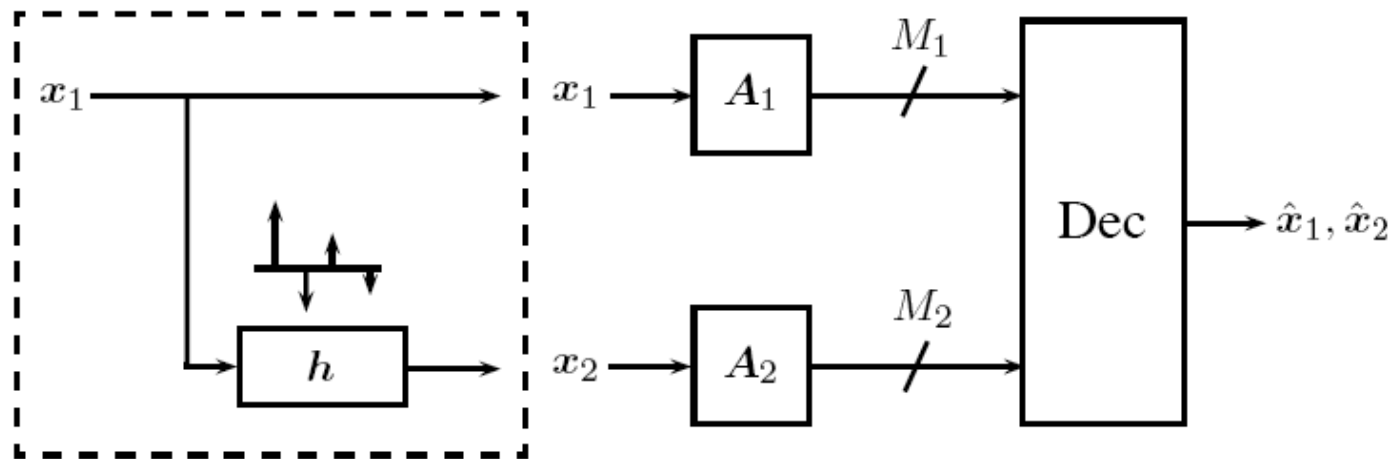 M₁
x₁ x₁ A₁
Dec
x̂₁, x̂₂
M₂
h x₂ A₂